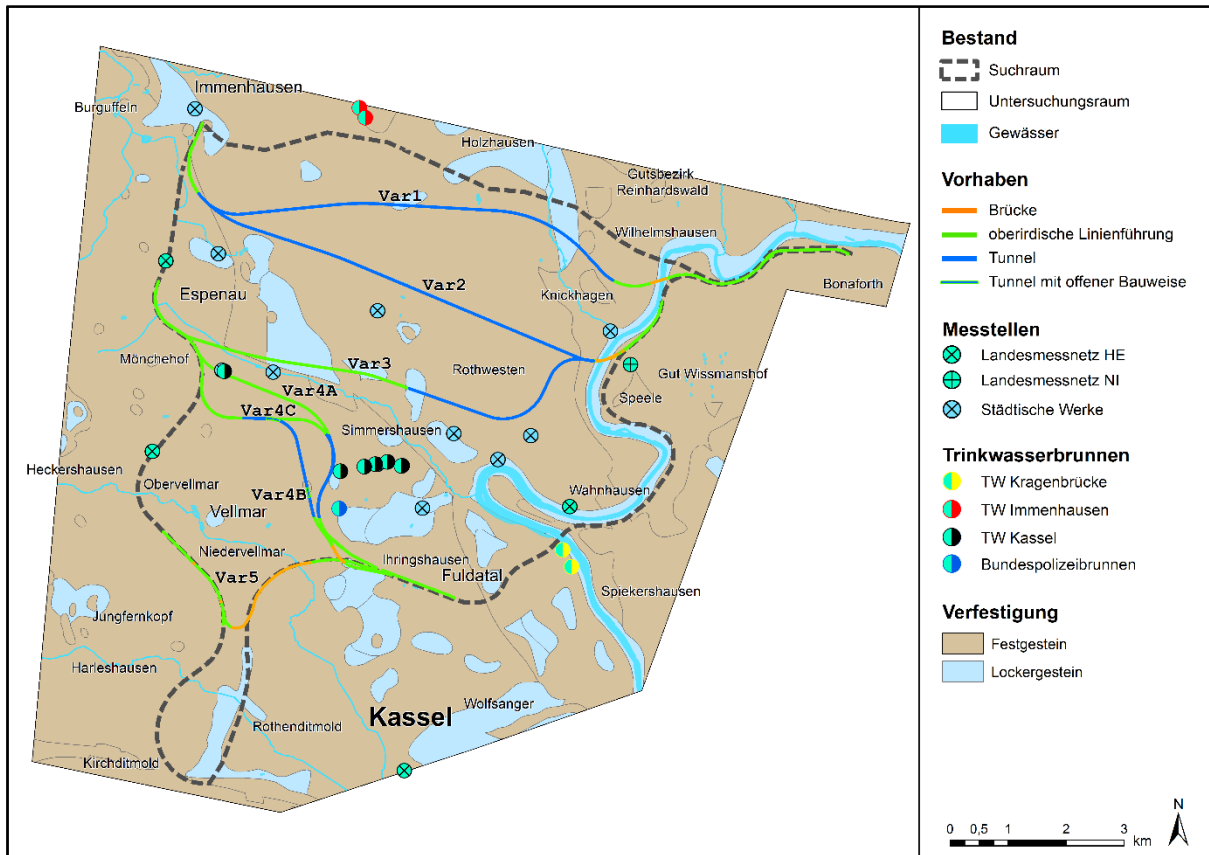 Immenhausen
Burguffeln
Holzhausen
Gutsbezirk
Reinhardswald
Var1
Wilhelmshausen
Bonaforth
Espenau
Var2
Knickhagen
Mönchehof
Var3
Rothwesten
Gut Wissmanshof
Speele
Var4A
Var4C
Simmershausen
Heckershausen
Obervellmar
Var4B
Wahnhausen
Vellmar
Niedervellmar
Ihringshausen
Var5
Fuldatal
Spiekershausen
Jungfernkopf
Harleshausen
Wolfsanger
Kassel
Rothenditmold
Kirchditmold
Bestand
Suchraum
Untersuchungsraum
Gewässer
Vorhaben
Brücke
oberirdische Linienführung
Tunnel
Tunnel mit offener Bauweise
Messtellen
Landesmessnetz HE
Landesmessnetz NI
Städtische Werke
Trinkwasserbrunnen
TW Kragenbrücke
TW Immenhausen
TW Kassel
Bundespolizeibrunnen
Verfestigung
Festgestein
Lockergestein
N
0 0,5 1 2 3
km